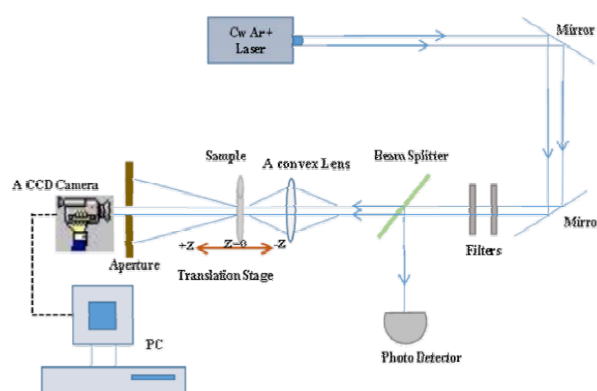 Cw Ar+
Laser
Mirror
Sample
A convex Lens
Beam Splitter
A CCD Camera
Mirro
+Z
Z=0
-Z
Filters
Aperture
Translation Stage
PC
Photo Detector